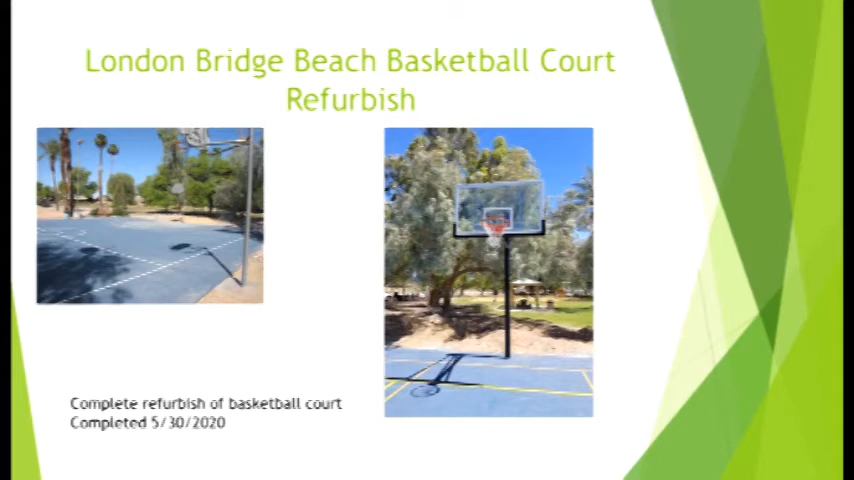 London Bridge Beach Basketball Court
Refurbish
Complete refurbish of basketball court
Completed 5/30/2020